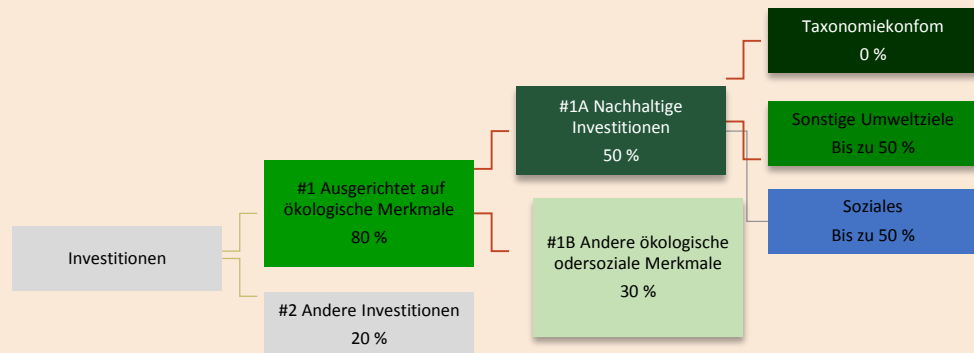 Investitionen
#1 Ausgerichtet auf
ökologische Merkmale
80 %
#2 Andere Investitionen
20 %
#1A Nachhaltige
Investitionen
50 %
#1B Andere ökologische
odersoziale Merkmale
30 %
Taxonomiekonfom
0 %
Sonstige Umweltziele
Bis zu 50 %
Soziales
Bis zu 50 %